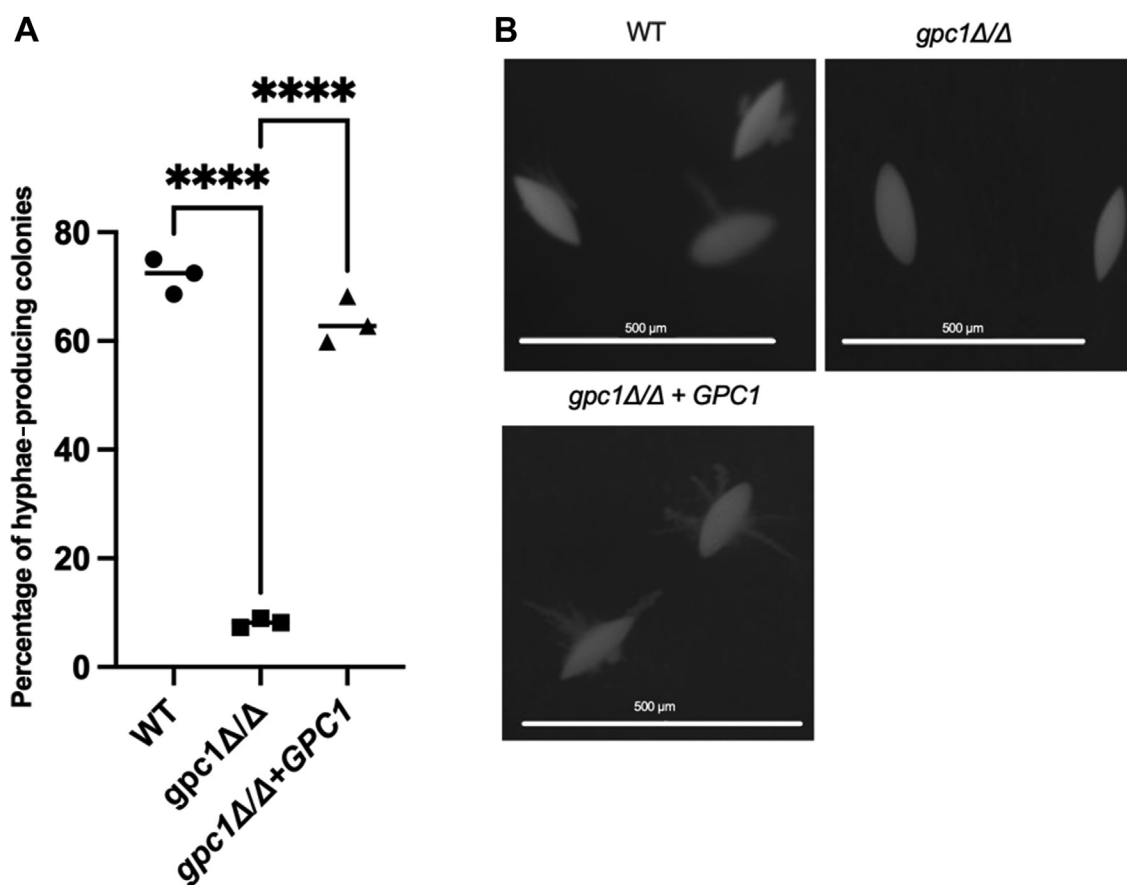 A
****
****
Percentage of hyphae-producing colonies
80
60
40
20
0
WT
gpc1Δ/Δ
gpc1Δ/Δ+GPC1
B
WT
gpc1Δ/Δ
500 µm
500 µm
gpc1Δ/Δ + GPC1
500 µm